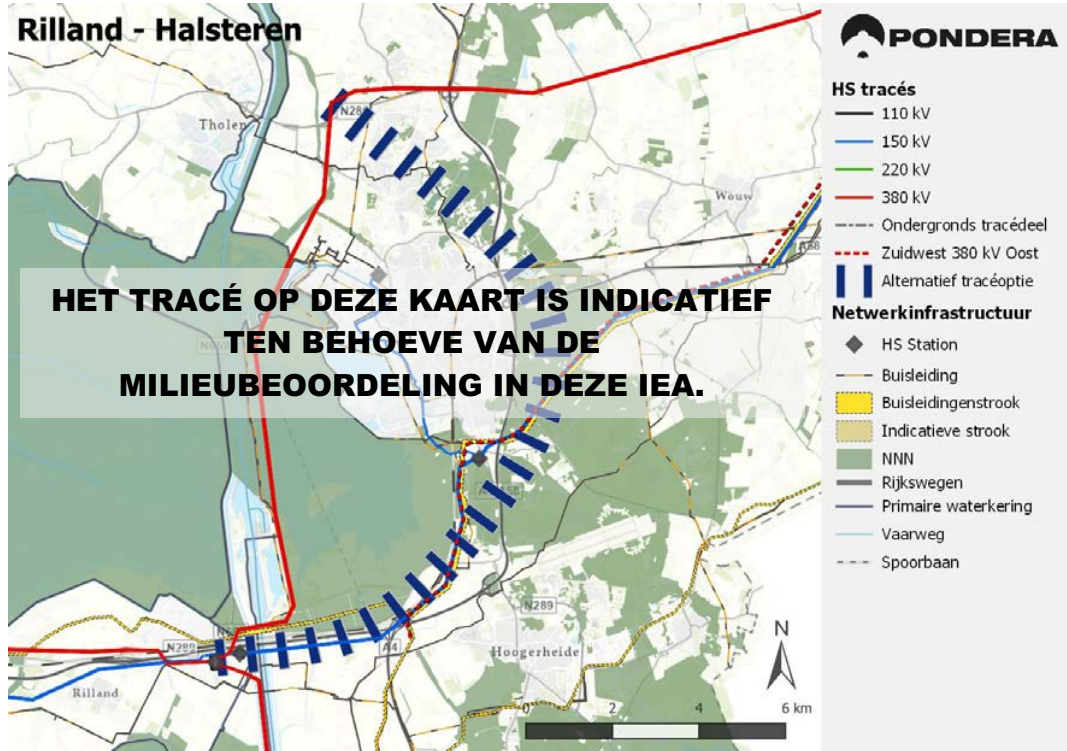 Rilland - Halsteren
N286
Tholen
Wouw
A58
HET TRACÉ OP DEZE KAART IS INDICATIEF
TEN BEHOEVE VAN DE
MILIEUBEOORDELING IN DEZE IEA.
N289
Hoogerheide
N289
A4
Rilland
N
0 2 4 6 km
PONDERA
HS tracés
110 kV
150 kV
220 kV
380 kV
Ondergronds tracédeel
Zuidwest 380 kV Oost
Alternatief tracéoptie
Netwerkinfrastructuur
HS Station
Buisleiding
Buisleidingenstrook
Indicatieve strook
NNN
Rijkswegen
Primaire waterkering
Vaarweg
Spoorbaan